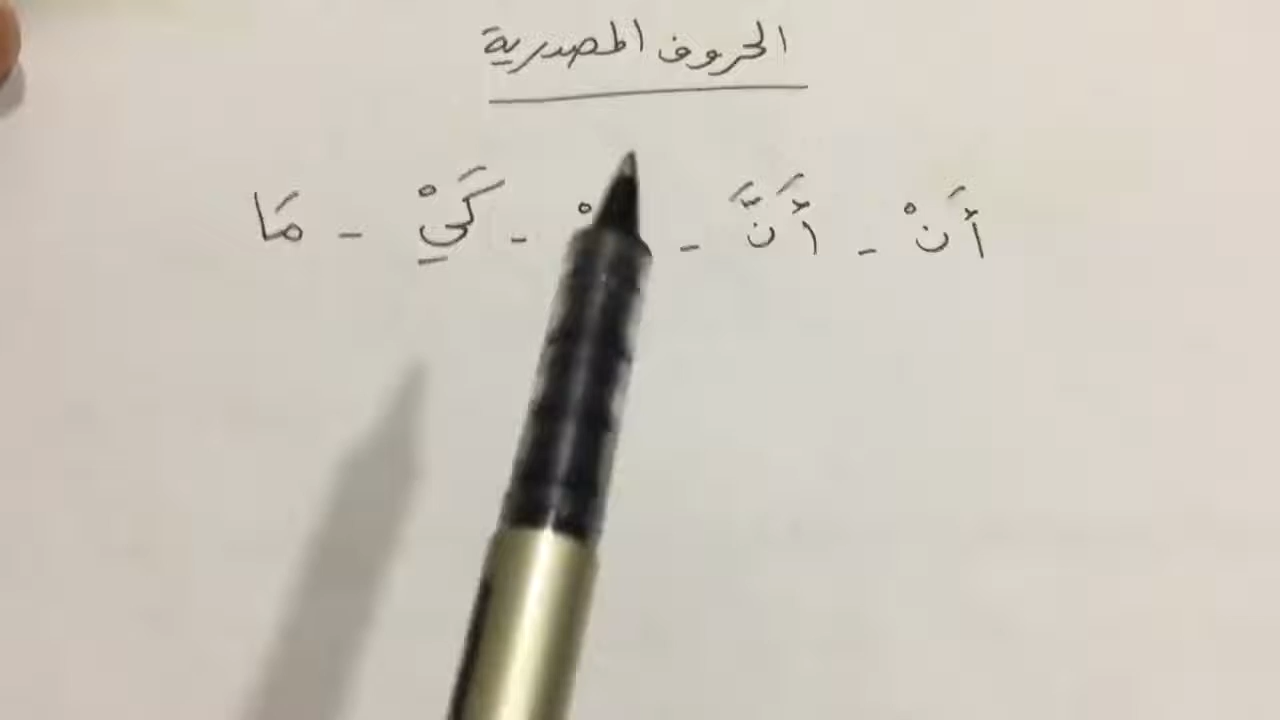 الحروف المصدرية
أَنْ - أَنَّ - - كَيْ - مَا